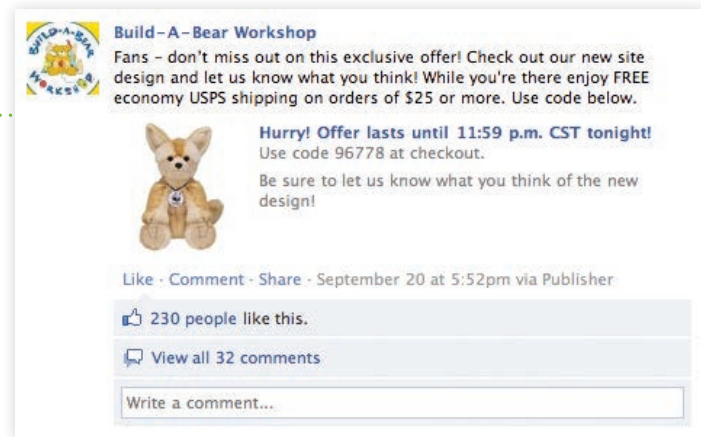 BUILD-A-BEAR
WORKSHOP
Build-A-Bear Workshop
Fans – don't miss out on this exclusive offer! Check out our new site
design and let us know what you think! While you're there enjoy FREE
economy USPS shipping on orders of $25 or more. Use code below.
Hurry! Offer lasts until 11:59 p.m. CST tonight!
Use code 96778 at checkout.
Be sure to let us know what you think of the new
design!
Like · Comment · Share · September 20 at 5:52pm via Publisher
230 people like this.
View all 32 comments
Write a comment...